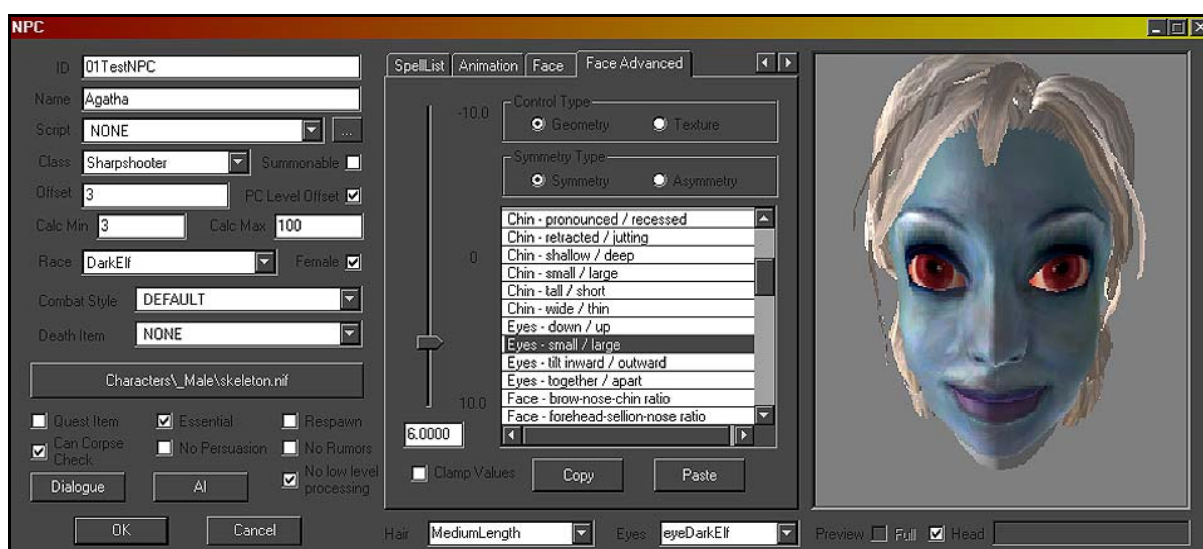 NPC
ID 01TestNPC
Name Agatha
Script NONE ...
Class Sharpshooter Summonable
Offset 3 PC Level Offset
Calc Min 3 Calc Max 100
Race DarkElf Female
Combat Style DEFAULT
Death Item NONE
Characters\_Male\skeleton.nif
Quest Item Essential Respawn
Can Corpse Check No Persuasion No Rumors
No low level processing
Dialogue AI
OK Cancel
SpellList Animation Face Face Advanced
-10.0
0
10.0
6.0000
Control Type
Geometry Texture
Symmetry Type
Symmetry Asymmetry
Chin - pronounced / recessed
Chin - retracted / jutting
Chin - shallow / deep
Chin - small / large
Chin - tall / short
Chin - wide / thin
Eyes - down / up
Eyes - small / large
Eyes - tilt inward / outward
Eyes - together / apart
Face - brow-nose-chin ratio
Face - forehead-sellion-nose ratio
Clamp Values Copy Paste
Hair MediumLength Eyes eyeDarkElf
Preview Full Head